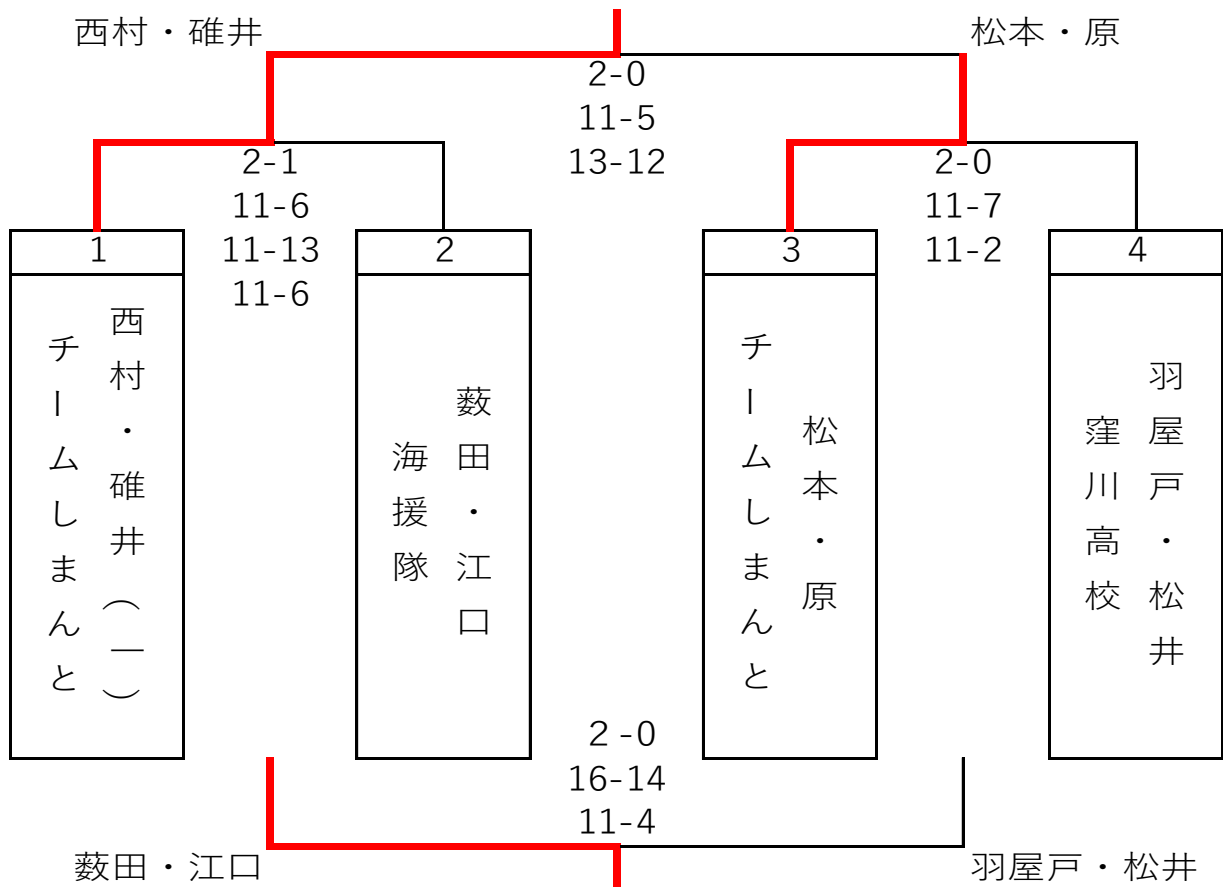 西村・碓井
松本・原
2-0
11-5
13-12
2-1
11-6
11-13
11-6
2-0
11-7
11-2
1
2
3
4
西村・碓井(一)
チームしまんと
薮田・江口
海援隊
松本・原
チームしまんと
羽屋戸・松井
窪川高校
2 -0
16-14
11-4
薮田・江口
羽屋戸・松井